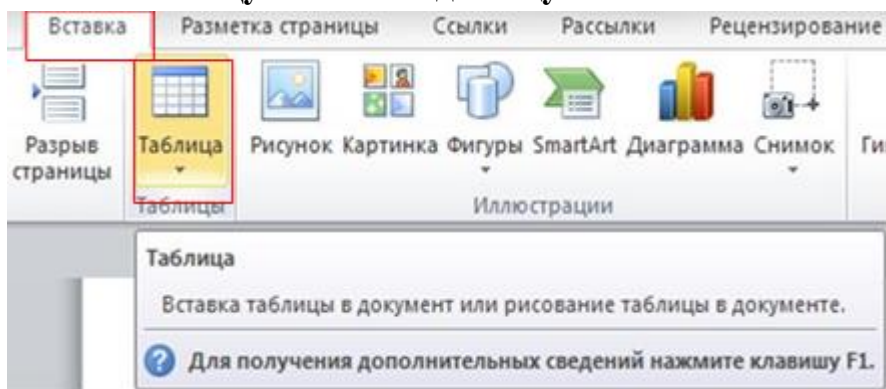 Вставка Разметка страницы Ссылки Рассылки Рецензирование
Разрыв страницы Таблица Рисунок Картинка Фигуры SmartArt Диаграмма Снимок
Таблицы Иллюстрации
Таблица
Вставка таблицы в документ или рисование таблицы в документе.
Для получения дополнительных сведений нажмите клавишу F1.